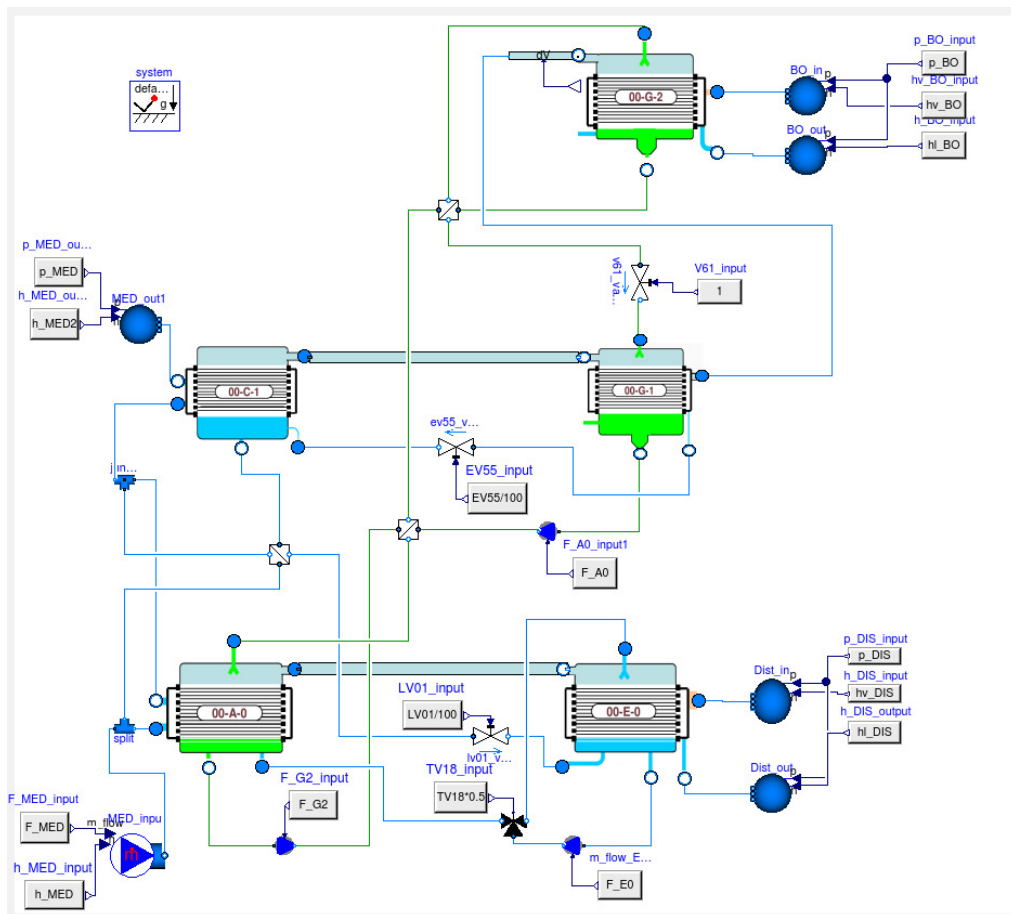 system
defa...
g
dV
00-G-2
BO_in
p
BO_out
p
p_BO_input
p_BO
hv_BO_input
hv_BO
h_BO_input
hl_BO
p_MED_ou...
p_MED
h_MED_ou...
h_MED2
MED_out1
V61_input
1
v61_va...
00-C-1
00-G-1
ev55_v...
EV55_input
EV55/100
F_A0_input1
F_A0
00-A-0
split
LV01_input
LV01/100
lv01_v...
00-E-0
TV18_input
TV18*0.5
F_G2_input
F_G2
m_flow_E...
F_E0
Dist_in
p
Dist_out
p
p_DIS_input
p_DIS
h_DIS_input
hv_DIS
h_DIS_output
hl_DIS
F_MED_input
F_MED
m_flow
MED_inpu
h_MED_input
h_MED